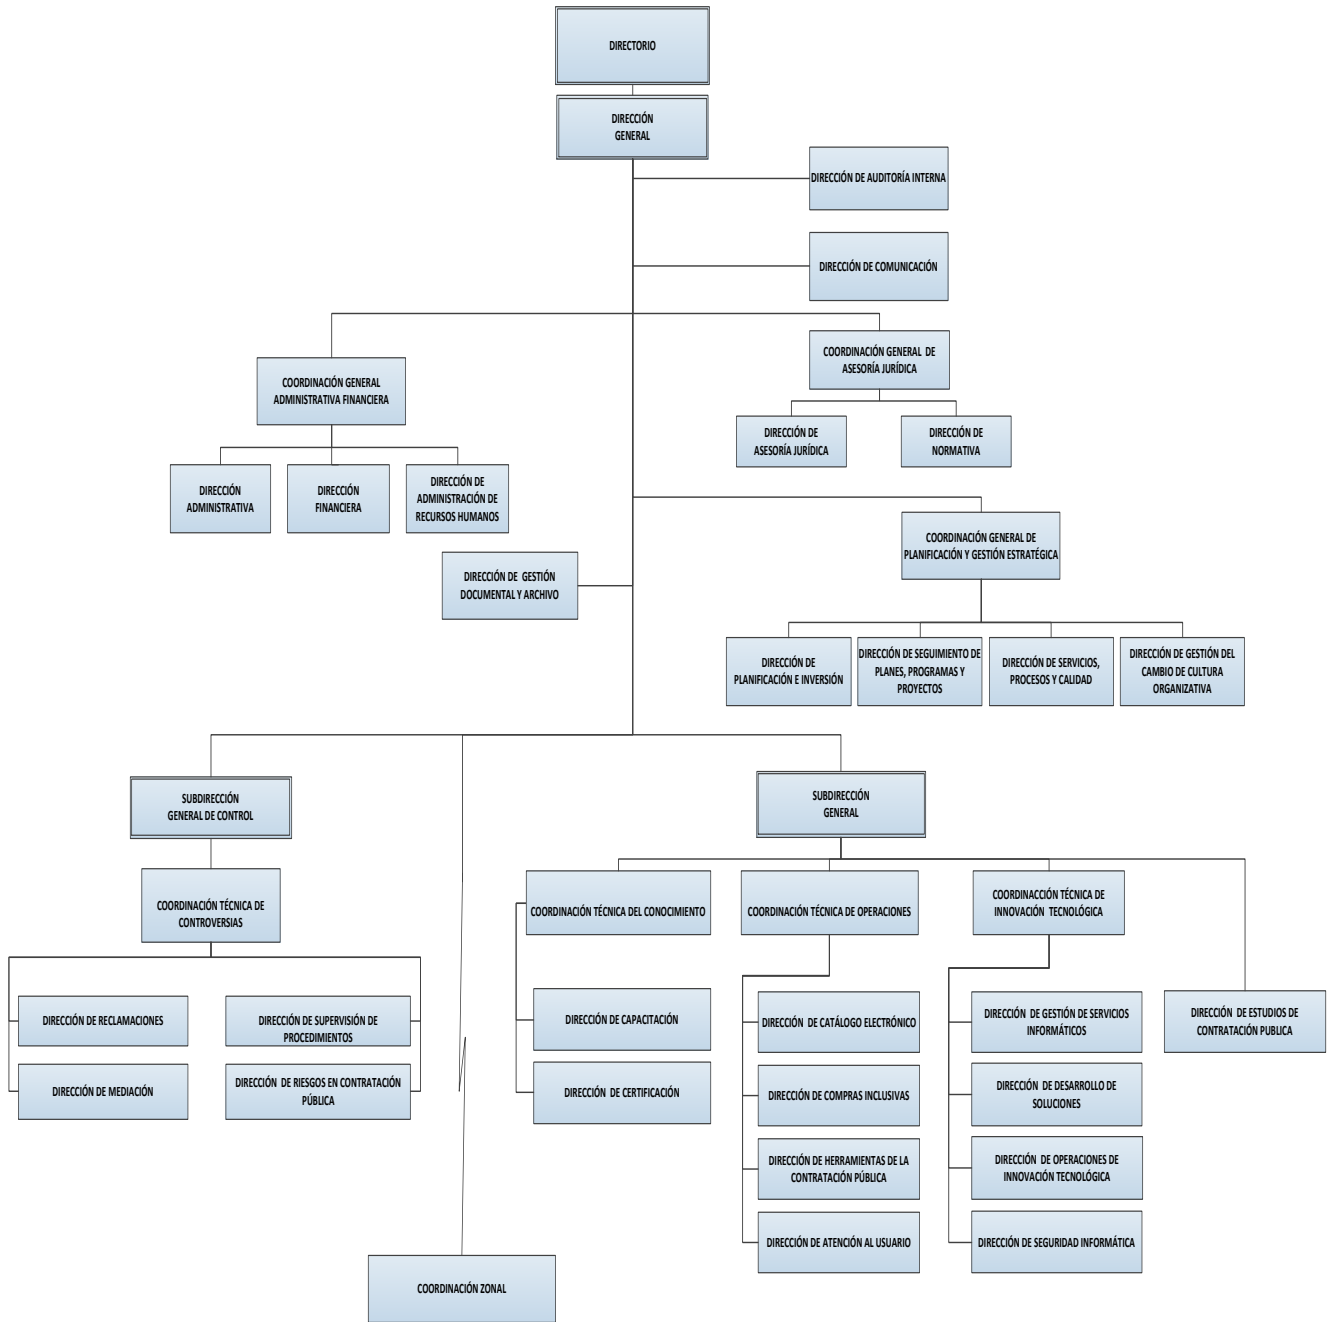 DIRECTORIO
DIRECCIÓN
GENERAL
DIRECCIÓN DE AUDITORÍA INTERNA
DIRECCIÓN DE COMUNICACIÓN
COORDINACIÓN GENERAL DE
ASESORÍA JURÍDICA
COORDINACIÓN GENERAL
ADMINISTRATIVA FINANCIERA
DIRECCIÓN DE
ASESORÍA JURÍDICA
DIRECCIÓN DE
NORMATIVA
DIRECCIÓN
ADMINISTRATIVA
DIRECCIÓN
FINANCIERA
DIRECCIÓN DE
ADMINISTRACIÓN DE
RECURSOS HUMANOS
COORDINACIÓN GENERAL DE
PLANIFICACIÓN Y GESTIÓN ESTRATÉGICA
DIRECCIÓN DE GESTIÓN
DOCUMENTAL Y ARCHIVO
DIRECCIÓN DE
PLANIFICACIÓN E INVERSIÓN
DIRECCIÓN DE SEGUIMIENTO DE
PLANES, PROGRAMAS Y
PROYECTOS
DIRECCIÓN DE SERVICIOS,
PROCESOS Y CALIDAD
DIRECCIÓN DE GESTIÓN DEL
CAMBIO DE CULTURA
ORGANIZATIVA
SUBDIRECCIÓN
GENERAL DE CONTROL
SUBDIRECCIÓN
GENERAL
COORDINACIÓN TÉCNICA DE
CONTROVERSIAS
COORDINACIÓN TÉCNICA DEL CONOCIMIENTO
COORDINACIÓN TÉCNICA DE OPERACIONES
COORDINACCIÓN TÉCNICA DE
INNOVACIÓN TECNOLÓGICA
DIRECCIÓN DE RECLAMACIONES
DIRECCIÓN DE SUPERVISIÓN DE
PROCEDIMIENTOS
DIRECCIÓN DE MEDIACIÓN
DIRECCIÓN DE RIESGOS EN CONTRATACIÓN
PÚBLICA
DIRECCIÓN DE CAPACITACIÓN
DIRECCIÓN DE CERTIFICACIÓN
DIRECCIÓN DE CATÁLOGO ELECTRÓNICO
DIRECCIÓN DE COMPRAS INCLUSIVAS
DIRECCIÓN DE HERRAMIENTAS DE LA
CONTRATACIÓN PÚBLICA
DIRECCIÓN DE ATENCIÓN AL USUARIO
DIRECCIÓN DE GESTIÓN DE SERVICIOS
INFORMÁTICOS
DIRECCIÓN DE DESARROLLO DE
SOLUCIONES
DIRECCIÓN DE OPERACIONES DE
INNOVACIÓN TECNOLÓGICA
DIRECCIÓN DE SEGURIDAD INFORMÁTICA
DIRECCIÓN DE ESTUDIOS DE
CONTRATACIÓN PUBLICA
COORDINACIÓN ZONAL